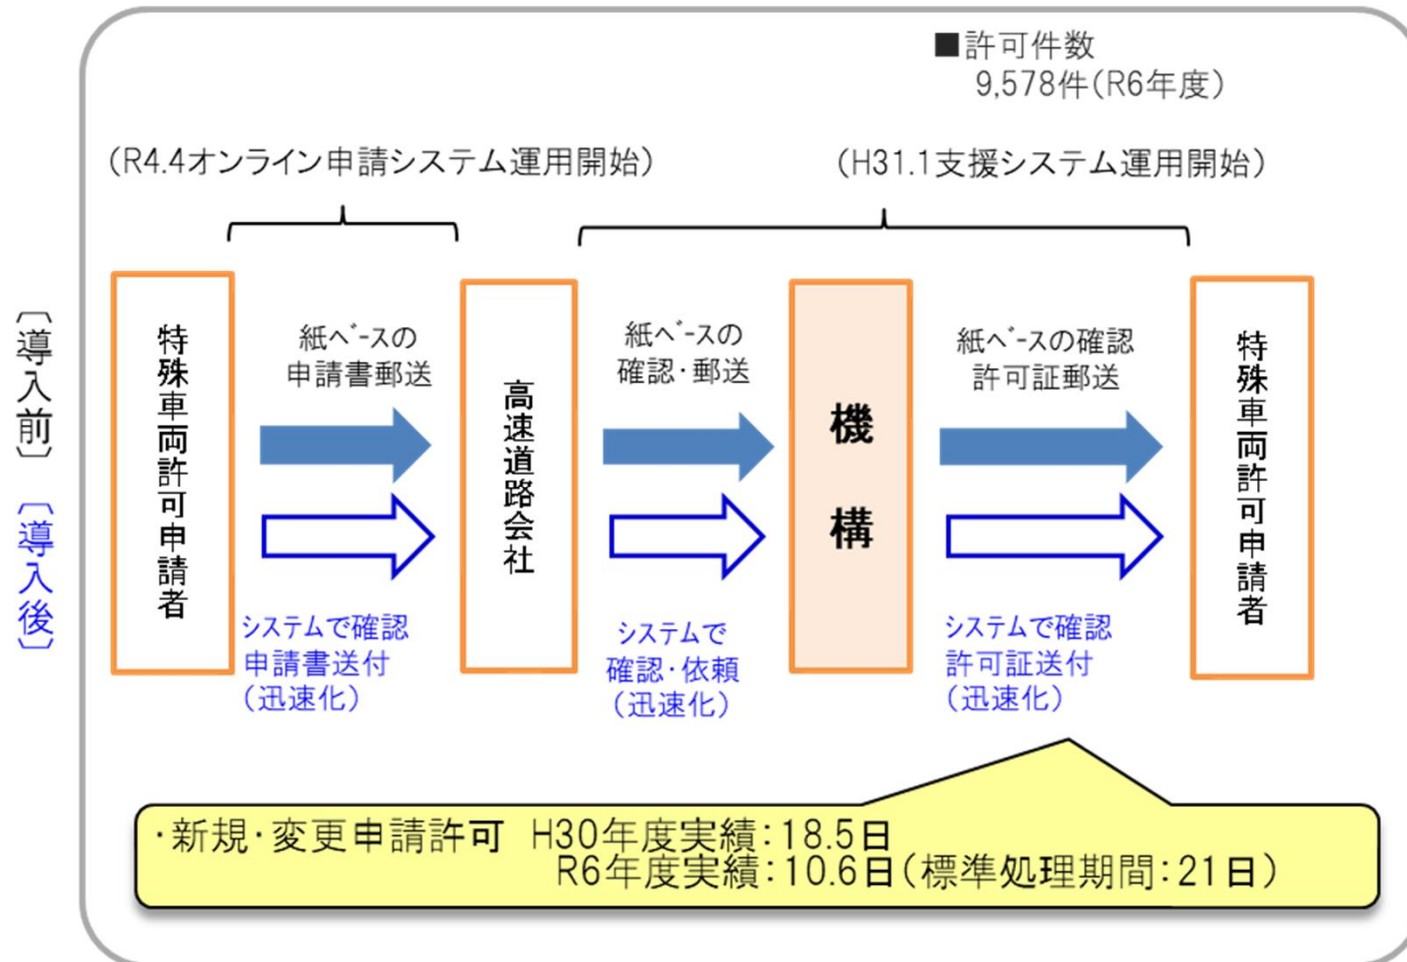 ■許可件数
9,578件(R6年度)
(R4.4オンライン申請システム運用開始)
(H31.1支援システム運用開始)
〔導入前〕
〔導入後〕
特殊車両許可申請者
紙ベースの
申請書郵送
システムで確認
申請書送付
(迅速化)
高速道路会社
紙ベースの
確認・郵送
システムで
確認・依頼
(迅速化)
機構
紙ベースの確認
許可証郵送
システムで確認
許可証送付
(迅速化)
特殊車両許可申請者
・新規・変更申請許可 H30年度実績:18.5日
R6年度実績:10.6日(標準処理期間:21日)